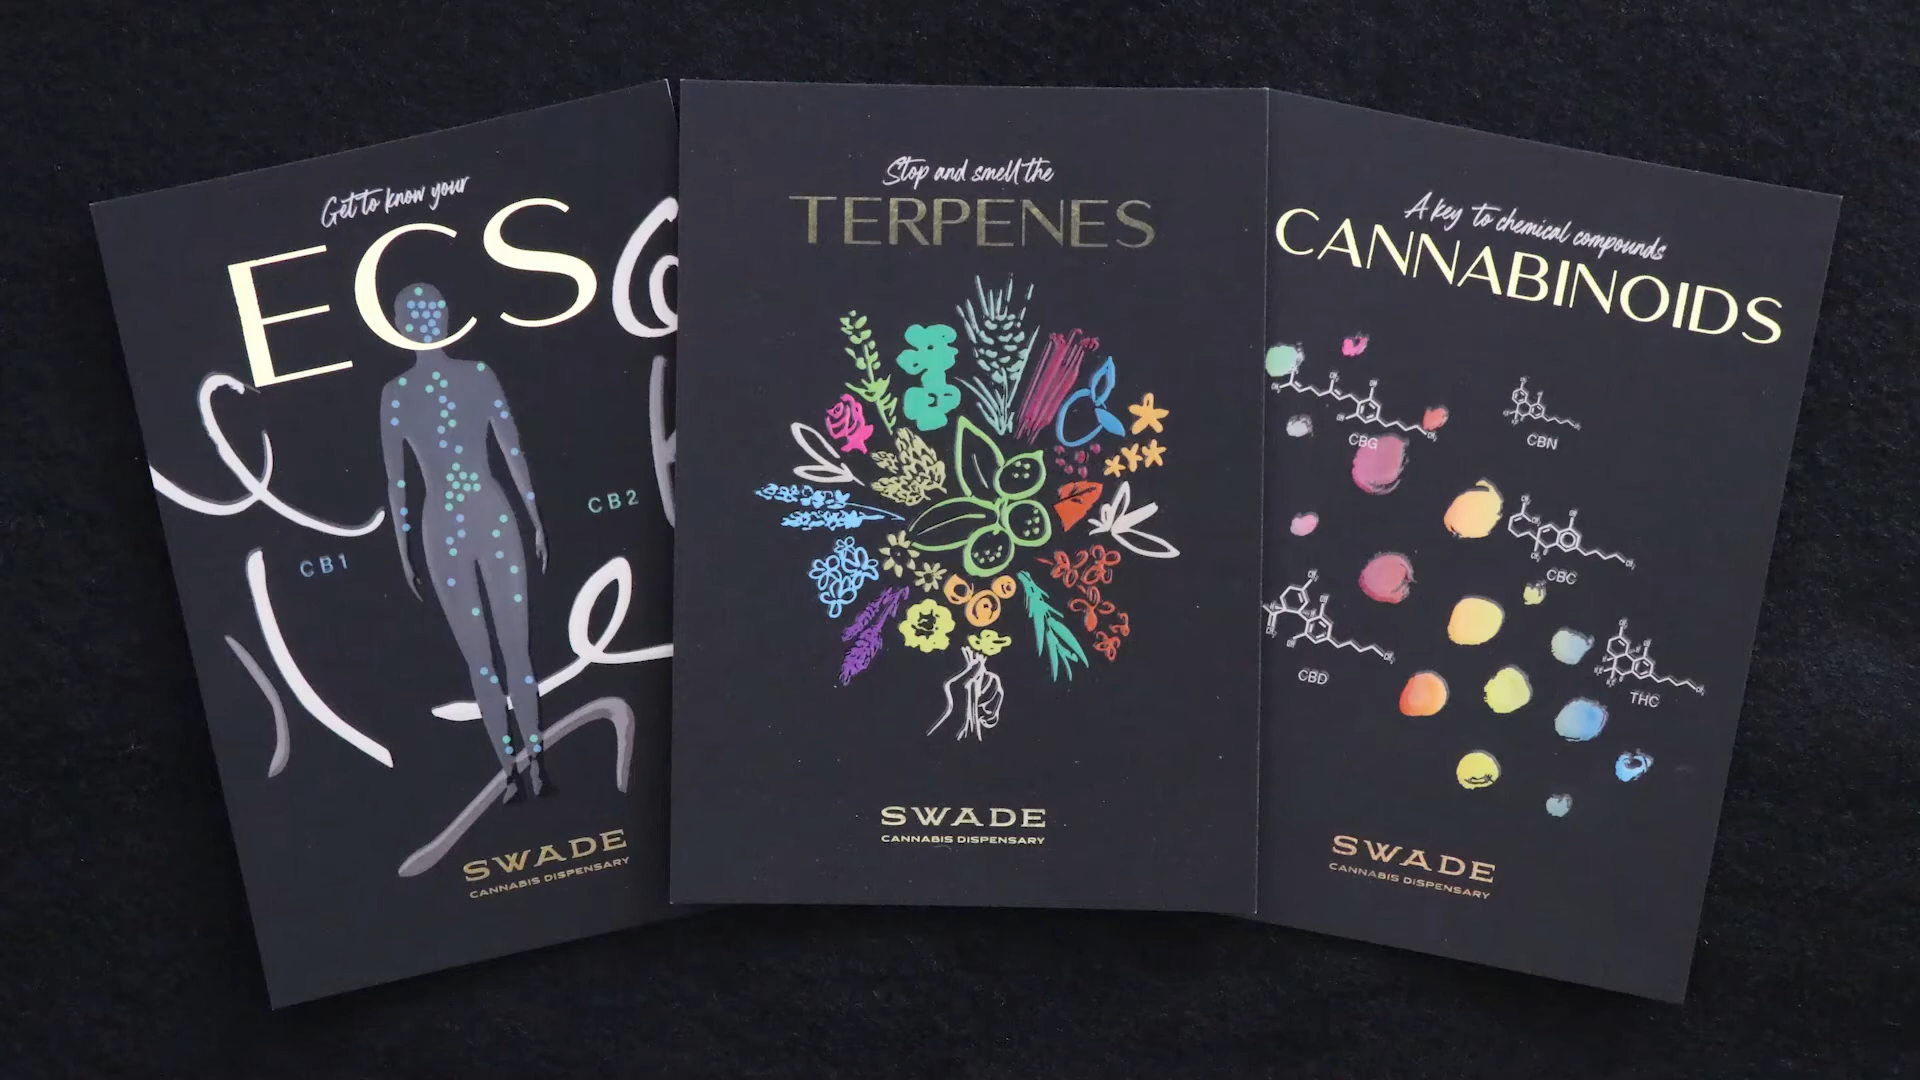 Get to know your
ECS
CB1
CB2
SWADE
CANNABIS DISPENSARY
Stop and smell the
TERPENES
SWADE
CANNABIS DISPENSARY
A key to chemical compounds
CANNABINOIDS
CBG
CBN
CBC
CBD
THC
SWADE
CANNABIS DISPENSARY